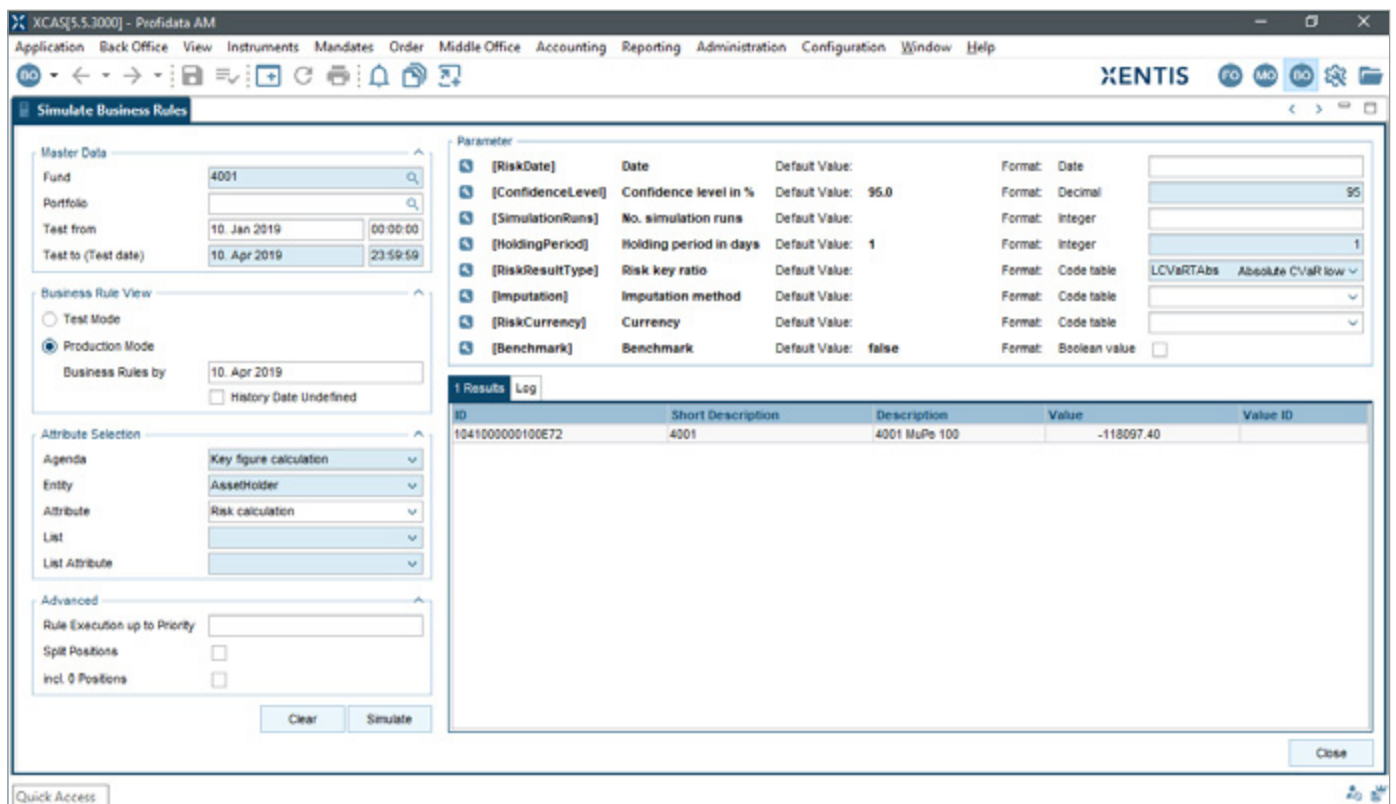 XCAS[5.5.3000] - Profidata AM
Application Back Office View Instruments Mandates Order Middle Office Accounting Reporting Administration Configuration Window Help
BO XENTIS FO MO BO
Simulate Business Rules
Master Data
Fund 4001
Portfolio
Test from 10. Jan 2019 00:00:00
Test to (Test date) 10. Apr 2019 23:59:59
Business Rule View
Test Mode
Production Mode
Business Rules by 10. Apr 2019
History Date Undefined
Attribute Selection
Agenda Key figure calculation
Entity AssetHolder
Attribute Risk calculation
List
List Attribute
Advanced
Rule Execution up to Priority
Split Positions
incl. 0 Positions
Clear Simulate
Parameter
[RiskDate] Date Default Value: Format: Date
[ConfidenceLevel] Confidence level in % Default Value: 95.0 Format: Decimal 95
[SimulationRuns] No. simulation runs Default Value: Format: Integer
[HoldingPeriod] Holding period in days Default Value: 1 Format: Integer 1
[RiskResultType] Risk key ratio Default Value: Format: Code table LCVaRTAbs Absolute CVaR low
[Imputation] Imputation method Default Value: Format: Code table
[RiskCurrency] Currency Default Value: Format: Code table
[Benchmark] Benchmark Default Value: false Format: Boolean value
1 Results Log
ID Short Description Description Value Value ID
1041000000100E72 4001 4001 MuPe 100 -118097.40
Close
Quick Access